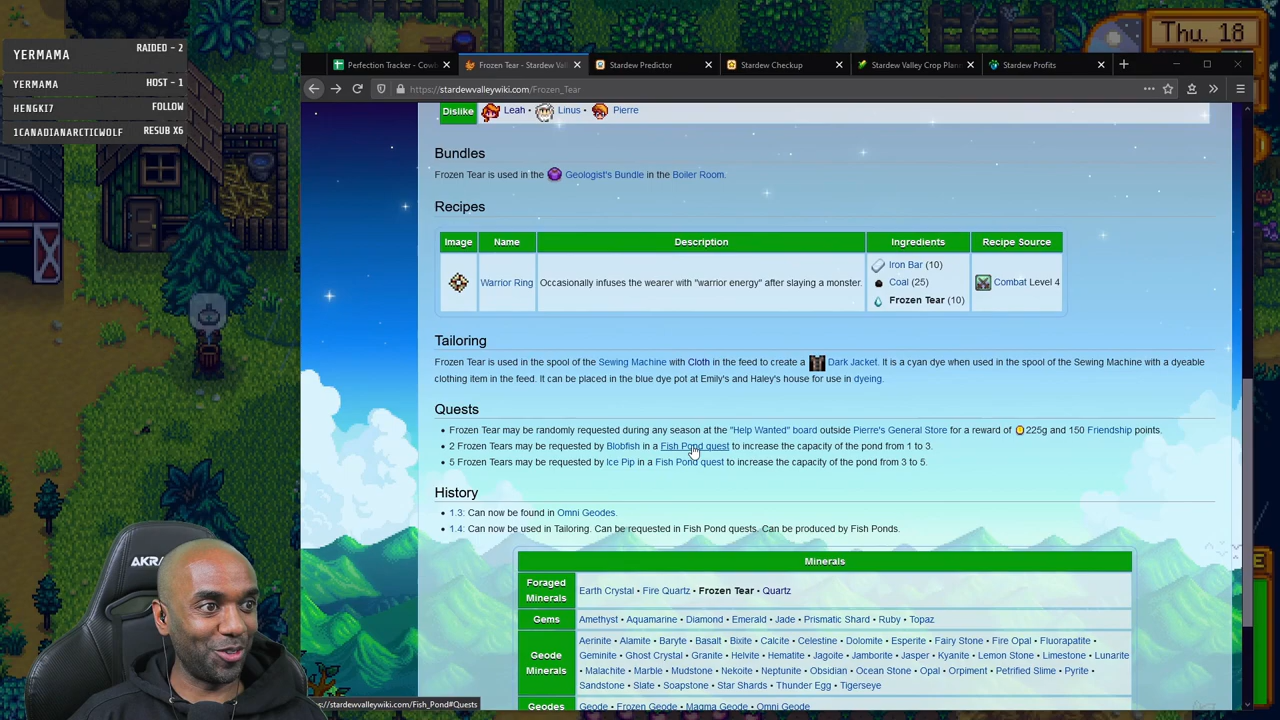 Thu. 18
YERMAMA RAIDED - 2
YERMAMA HOST - 1
HENGKI7 FOLLOW
1CANADIANARCTICWOLF RESUB X6
Perfection Tracker - Cowb
Frozen Tear - Stardew Vall
Stardew Predictor
Stardew Checkup
Stardew Valley Crop Plann
Stardew Profits
https://stardewvalleywiki.com/Frozen_Tear
Dislike Leah • Linus • Pierre
Bundles
Frozen Tear is used in the Geologist's Bundle in the Boiler Room.
Recipes
Image Name Description Ingredients Recipe Source
Warrior Ring Occasionally infuses the wearer with "warrior energy" after slaying a monster.
Iron Bar (10)
Coal (25)
Frozen Tear (10)
Combat Level 4
Tailoring
Frozen Tear is used in the spool of the Sewing Machine with Cloth in the feed to create a Dark Jacket. It is a cyan dye when used in the spool of the Sewing Machine with a dyeable
clothing item in the feed. It can be placed in the blue dye pot at Emily's and Haley's house for use in dyeing.
Quests
• Frozen Tear may be randomly requested during any season at the "Help Wanted" board outside Pierre's General Store for a reward of 225g and 150 Friendship points.
• 2 Frozen Tears may be requested by Blobfish in a Fish Pond quest to increase the capacity of the pond from 1 to 3.
• 5 Frozen Tears may be requested by Ice Pip in a Fish Pond quest to increase the capacity of the pond from 3 to 5.
History
• 1.3: Can now be found in Omni Geodes.
• 1.4: Can now be used in Tailoring. Can be requested in Fish Pond quests. Can be produced by Fish Ponds.
Minerals
Foraged Minerals
Earth Crystal • Fire Quartz • Frozen Tear • Quartz
Gems Amethyst • Aquamarine • Diamond • Emerald • Jade • Prismatic Shard • Ruby • Topaz
Geode Minerals
Aerinite • Alamite • Baryte • Basalt • Bixite • Calcite • Celestine • Dolomite • Esperite • Fairy Stone • Fire Opal • Fluorapatite •
Geminite • Ghost Crystal • Granite • Helvite • Hematite • Jagoite • Jamborite • Jasper • Kyanite • Lemon Stone • Limestone • Lunarite
• Malachite • Marble • Mudstone • Nekoite • Neptunite • Obsidian • Ocean Stone • Opal • Orpiment • Petrified Slime • Pyrite •
Sandstone • Slate • Soapstone • Star Shards • Thunder Egg • Tigerseye
Geodes Geode • Frozen Geode • Magma Geode • Omni Geode
https://stardewvalleywiki.com/Fish_Pond#Quests
AKRA